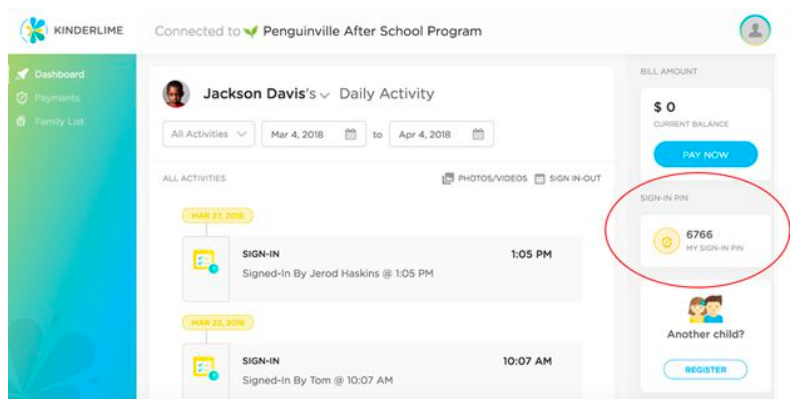 KINDERLIME
Connected to Penguinville After School Program
Dashboard
Payments
Family List
Jackson Davis's Daily Activity
All Activities
Mar 4, 2018
to
Apr 4, 2018
ALL ACTIVITIES
PHOTOS/VIDEOS
SIGN IN-OUT
MAR 27, 2018
SIGN-IN
1:05 PM
Signed-In By Jerod Haskins @ 1:05 PM
MAR 22, 2018
SIGN-IN
10:07 AM
Signed-In By Tom @ 10:07 AM
BILL AMOUNT
$ 0
CURRENT BALANCE
PAY NOW
SIGN-IN PIN
6766
MY SIGN-IN PIN
Another child?
REGISTER